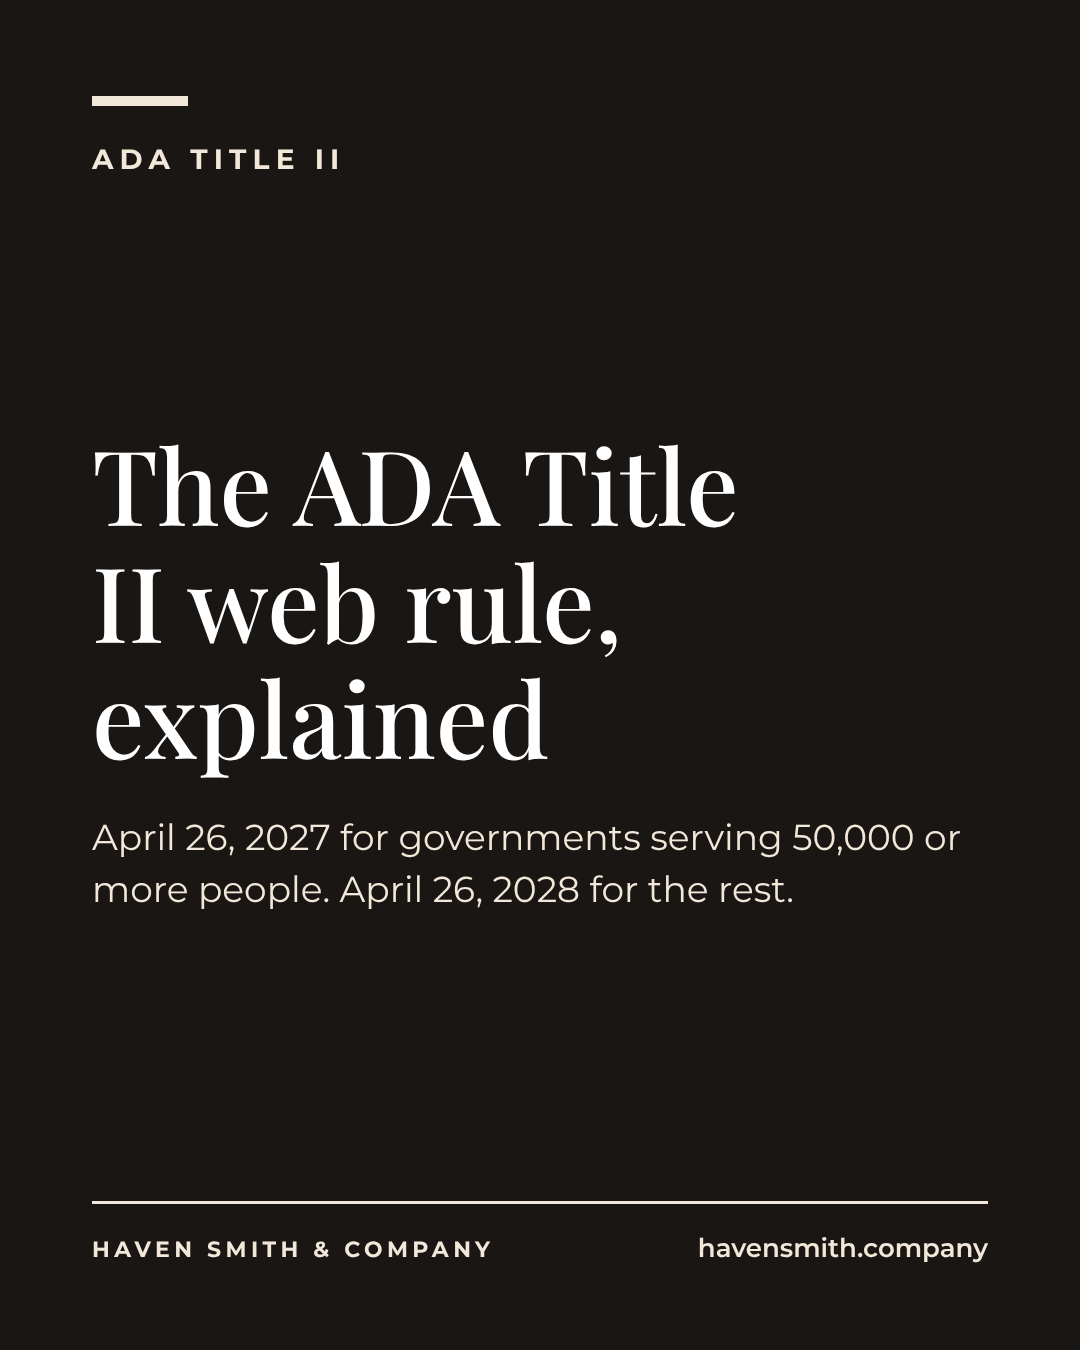 ADA TITLE II
The ADA Title
II web rule,
explained
April 26, 2027 for governments serving 50,000 or
more people. April 26, 2028 for the rest.
HAVEN SMITH & COMPANY
havensmith.company